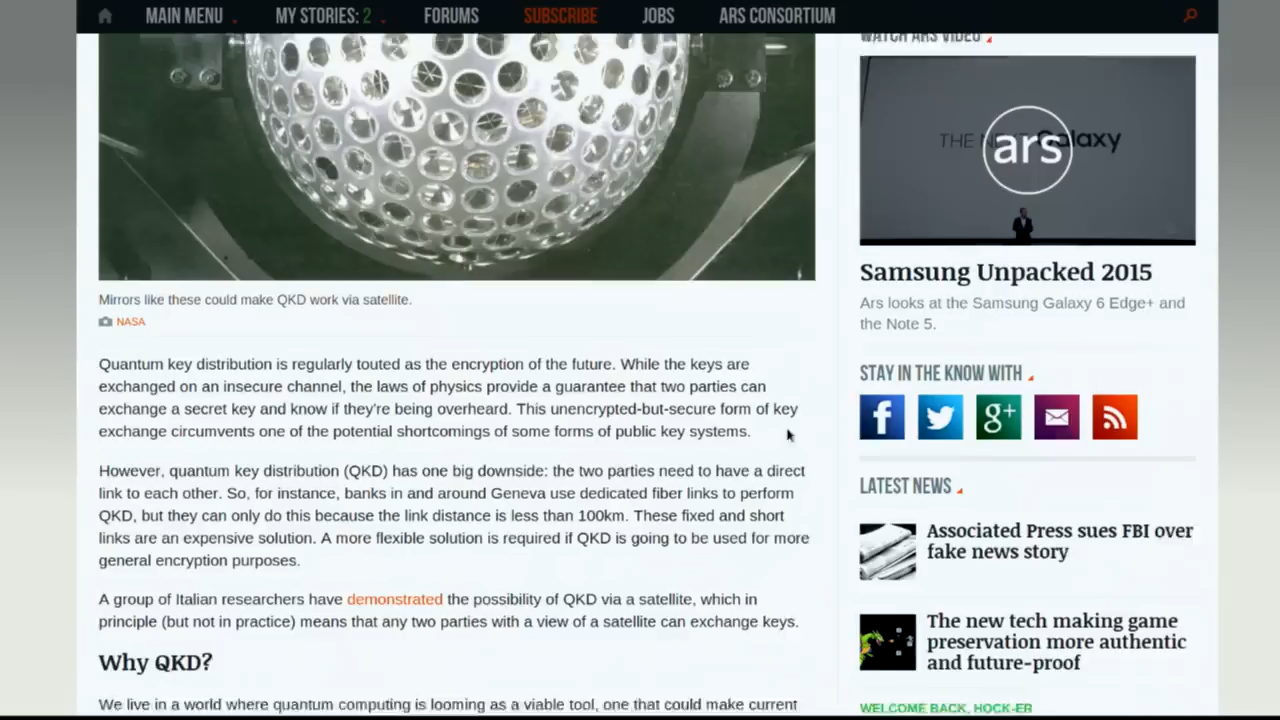 MAIN MENU MY STORIES: 2 FORUMS SUBSCRIBE JOBS ARS CONSORTIUM
Mirrors like these could make QKD work via satellite.
NASA
Quantum key distribution is regularly touted as the encryption of the future. While the keys are
exchanged on an insecure channel, the laws of physics provide a guarantee that two parties can
exchange a secret key and know if they're being overheard. This unencrypted-but-secure form of key
exchange circumvents one of the potential shortcomings of some forms of public key systems.
However, quantum key distribution (QKD) has one big downside: the two parties need to have a direct
link to each other. So, for instance, banks in and around Geneva use dedicated fiber links to perform
QKD, but they can only do this because the link distance is less than 100km. These fixed and short
links are an expensive solution. A more flexible solution is required if QKD is going to be used for more
general encryption purposes.
A group of Italian researchers have demonstrated the possibility of QKD via a satellite, which in
principle (but not in practice) means that any two parties with a view of a satellite can exchange keys.
Why QKD?
We live in a world where quantum computing is looming as a viable tool, one that could make current
WATCH ARS VIDEO
THE NEXT Galaxy
ars
Samsung Unpacked 2015
Ars looks at the Samsung Galaxy 6 Edge+ and
the Note 5.
STAY IN THE KNOW WITH
f g+
LATEST NEWS
Associated Press sues FBI over
fake news story
The new tech making game
preservation more authentic
and future-proof
WELCOME BACK, HOCK-ER